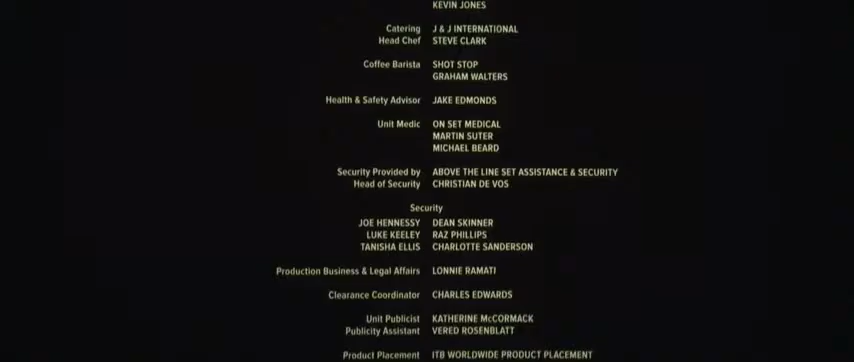 KEVIN JONES
Catering J & J INTERNATIONAL
Head Chef STEVE CLARK
Coffee Barista SHOT STOP
GRAHAM WALTERS
Health & Safety Advisor JAKE EDMONDS
Unit Medic ON SET MEDICAL
MARTIN SUTER
MICHAEL BEARD
Security Provided by ABOVE THE LINE SET ASSISTANCE & SECURITY
Head of Security CHRISTIAN DE VOS
Security
JOE HENNESSY DEAN SKINNER
LUKE KEELEY RAZ PHILLIPS
TANISHA ELLIS CHARLOTTE SANDERSON
Production Business & Legal Affairs LONNIE RAMATI
Clearance Coordinator CHARLES EDWARDS
Unit Publicist KATHERINE McCORMACK
Publicity Assistant VERED ROSENBLATT
Product Placement ITB WORLDWIDE PRODUCT PLACEMENT